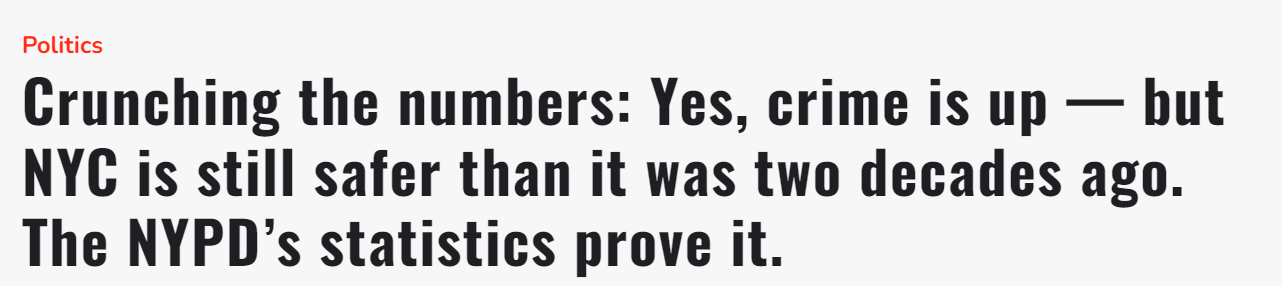 Politics
Crunching the numbers: Yes, crime is up — but
NYC is still safer than it was two decades ago.
The NYPD’s statistics prove it.